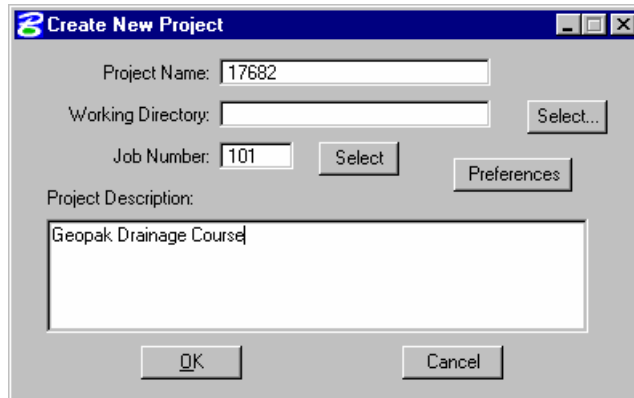 Create New Project
Project Name: 17682
Working Directory: Select...
Job Number: 101 Select
Preferences
Project Description:
Geopak Drainage Course
OK Cancel